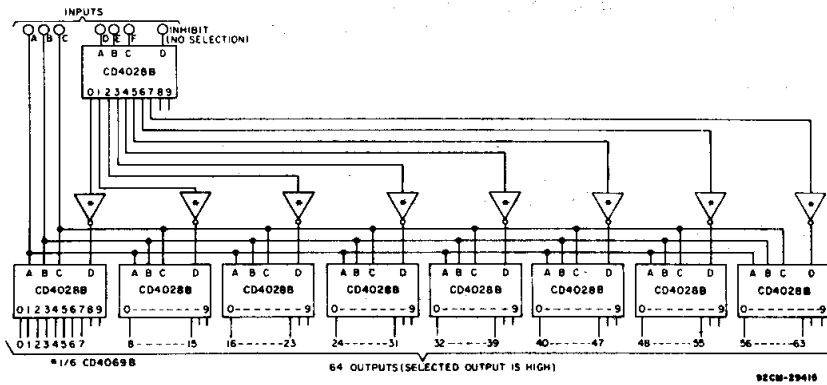 INPUTS
A B C D E F INHIBIT
(NO SELECTION)
A B C D
CD4028B
0 1 2 3 4 5 6 7 8 9
* * * * * * * *
A B C D A B C D A B C D A B C D A B C D A B C D A B C D A B C D
CD4028B CD4028B CD4028B CD4028B CD4028B CD4028B CD4028B CD4028B
0 1 2 3 4 5 6 7 8 9 0--------9 0--------9 0--------9 0--------9 0--------9 0--------9 0--------9
0 1 2 3 4 5 6 7 8-------15 16-------23 24-------31 32-------39 40-------47 48-------55 56-------63
*1/6 CD4069B
64 OUTPUTS (SELECTED OUTPUT IS HIGH)
92CM-29415